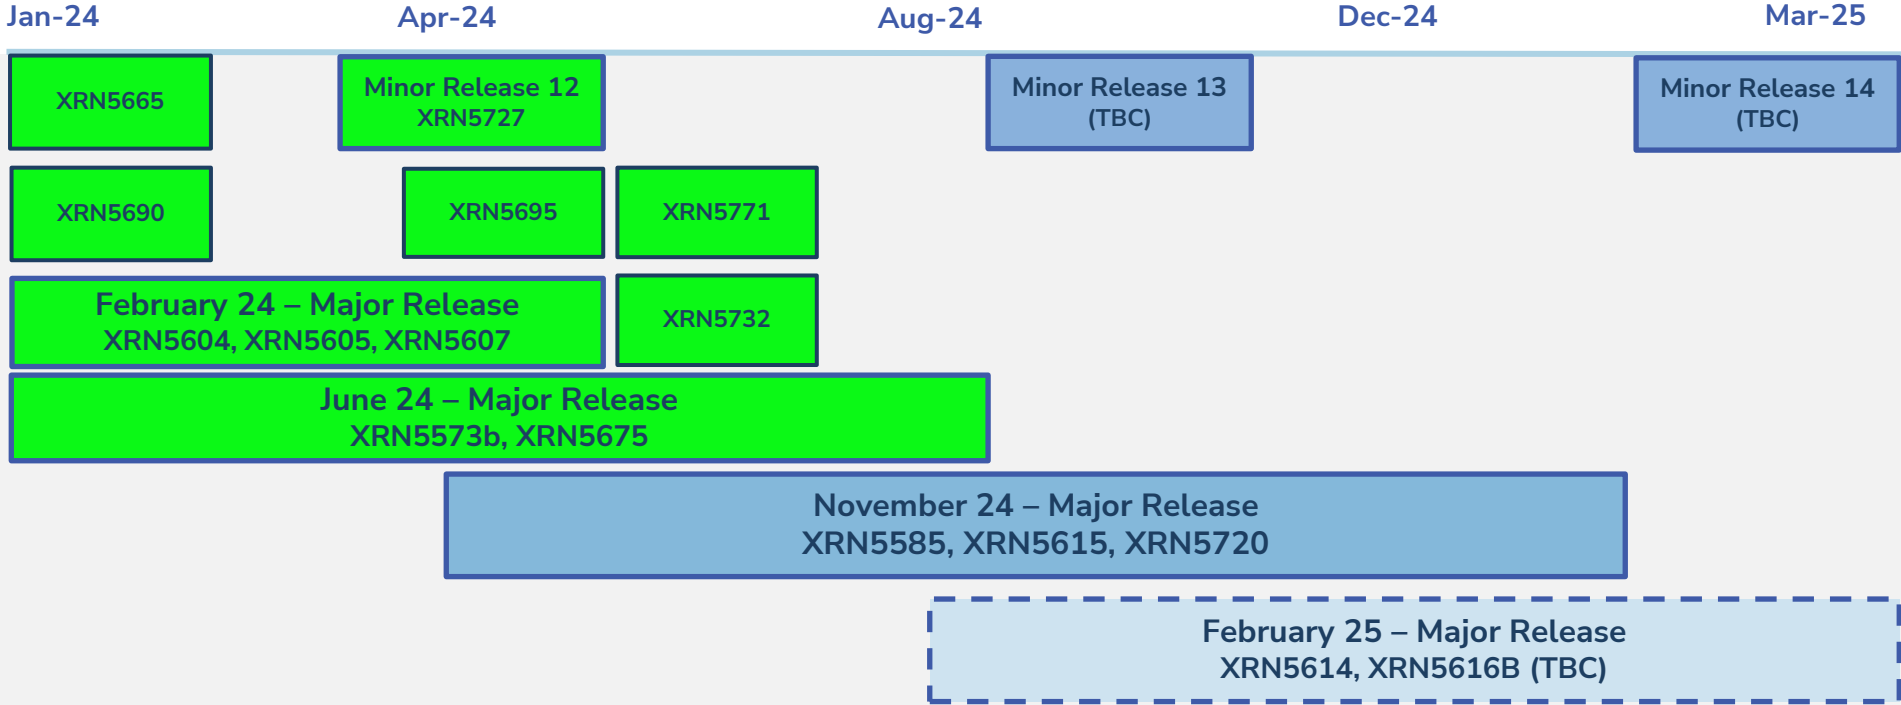 Jan-24
Apr-24
Aug-24
Dec-24
Mar-25
XRN5665
Minor Release 12
XRN5727
Minor Release 13
(TBC)
Minor Release 14
(TBC)
XRN5690
XRN5695
XRN5771
February 24 – Major Release
XRN5604, XRN5605, XRN5607
XRN5732
June 24 – Major Release
XRN5573b, XRN5675
November 24 – Major Release
XRN5585, XRN5615, XRN5720
February 25 – Major Release
XRN5614, XRN5616B (TBC)